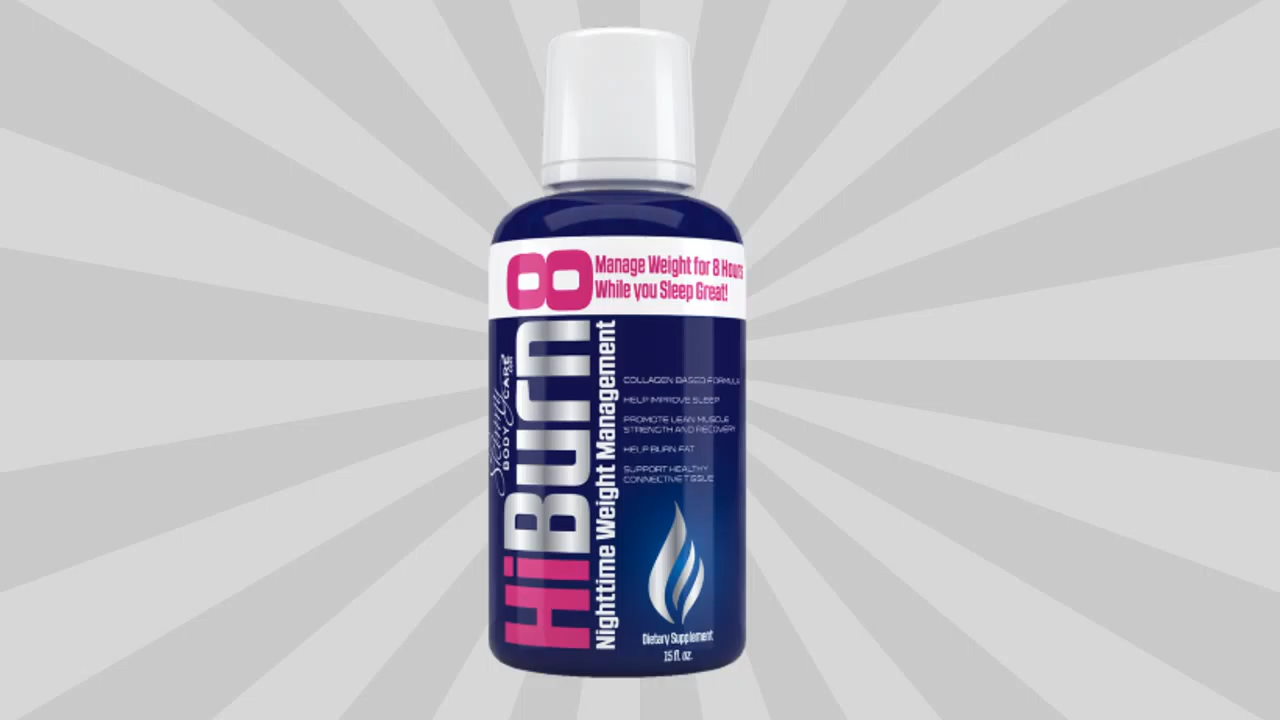 Manage Weight for 8 Hours
While you Sleep Great!
HiBurn8
Nighttime Weight Management
Skinny
BODY CARE
COLLAGEN BASED FORMULA
HELP IMPROVE SLEEP
PROMOTE LEAN MUSCLE
STRENGTH AND RECOVERY
HELP BURN FAT
SUPPORT HEALTHY
CONNECTIVE TISSUE
Dietary Supplement
15 fl. oz.